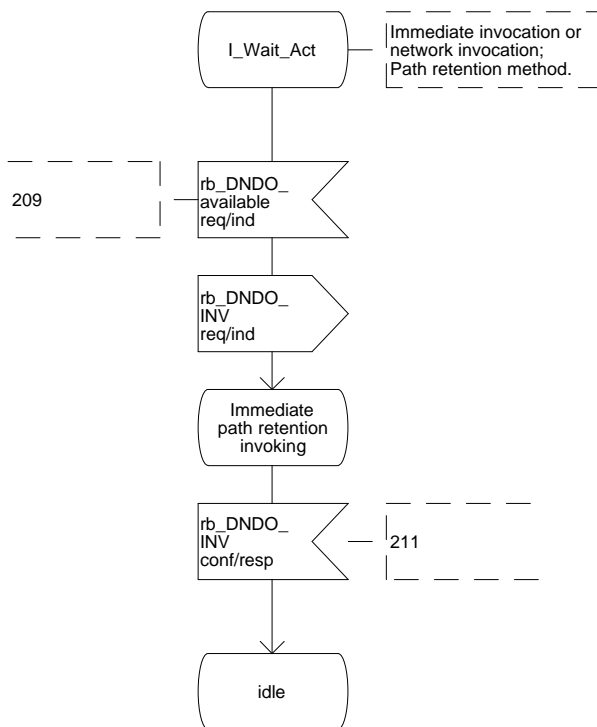 I_Wait_Act
Immediate invocation or
network invocation;
Path retention method.
209
rb_DNDO_
available
req/ind
rb_DNDO_
INV
req/ind
Immediate
path retention
invoking
rb_DNDO_
INV
conf/resp
211
idle